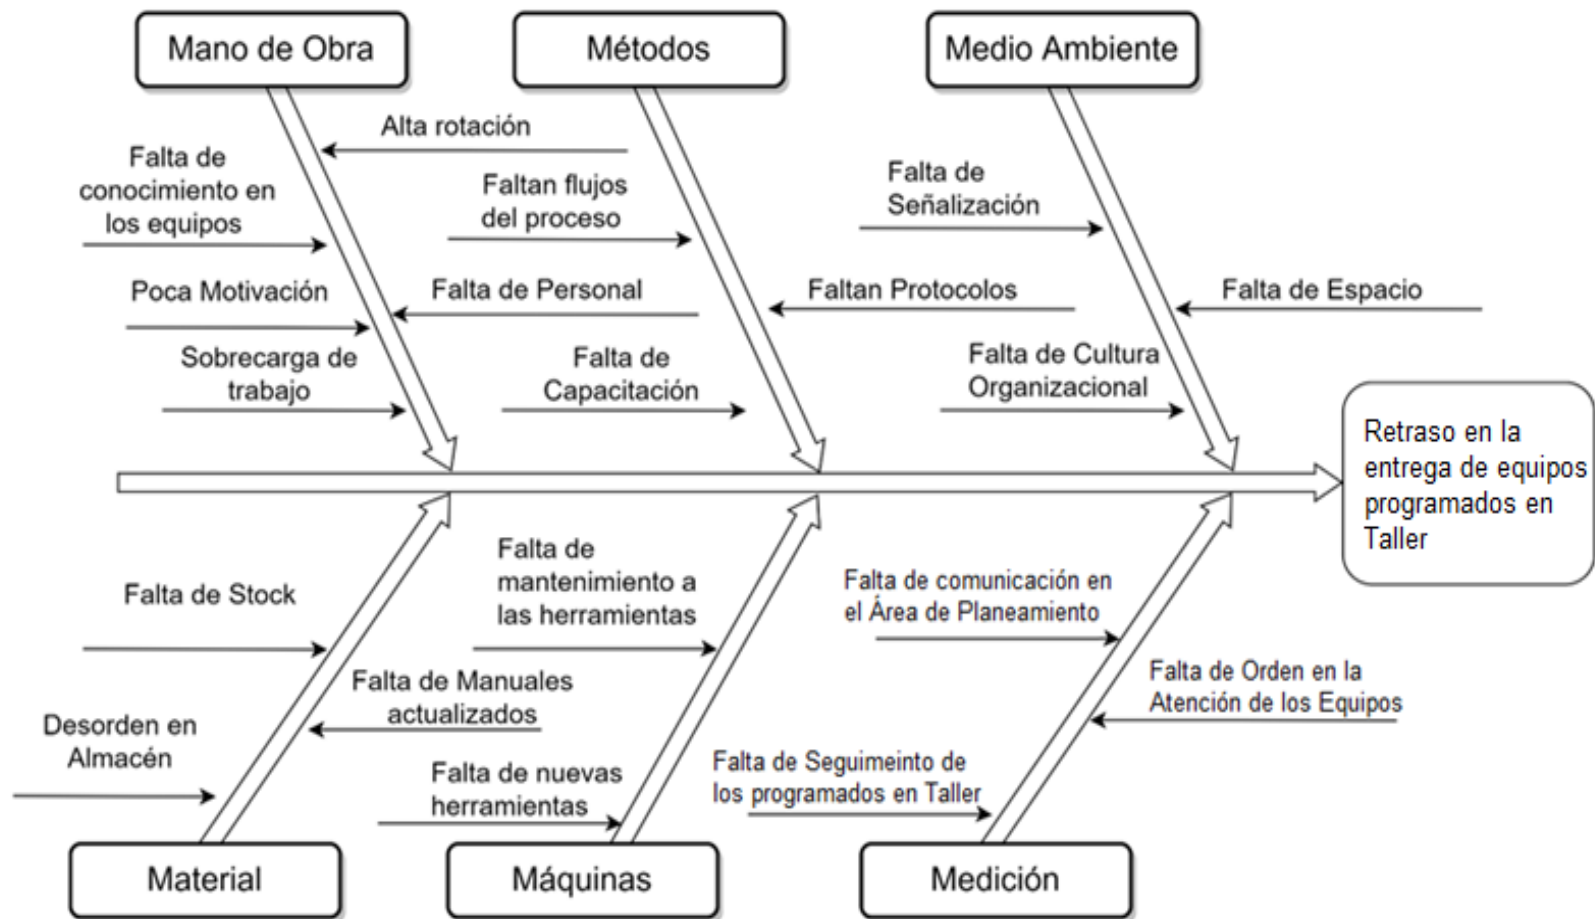 Mano de Obra
Métodos
Medio Ambiente
Alta rotación
Falta de
conocimiento en
los equipos
Poca Motivación
Falta de Personal
Sobrecarga de
trabajo
Faltan flujos
del proceso
Faltan Protocolos
Falta de
Capacitación
Falta de
Señalización
Falta de Espacio
Falta de Cultura
Organizacional
Retraso en la
entrega de equipos
programados en
Taller
Falta de Stock
Falta de Manuales
actualizados
Desorden en
Almacén
Falta de
mantenimiento a
las herramientas
Falta de nuevas
herramientas
Falta de comunicación en
el Área de Planeamiento
Falta de Orden en la
Atención de los Equipos
Falta de Seguimeinto de
los programados en Taller
Material
Máquinas
Medición